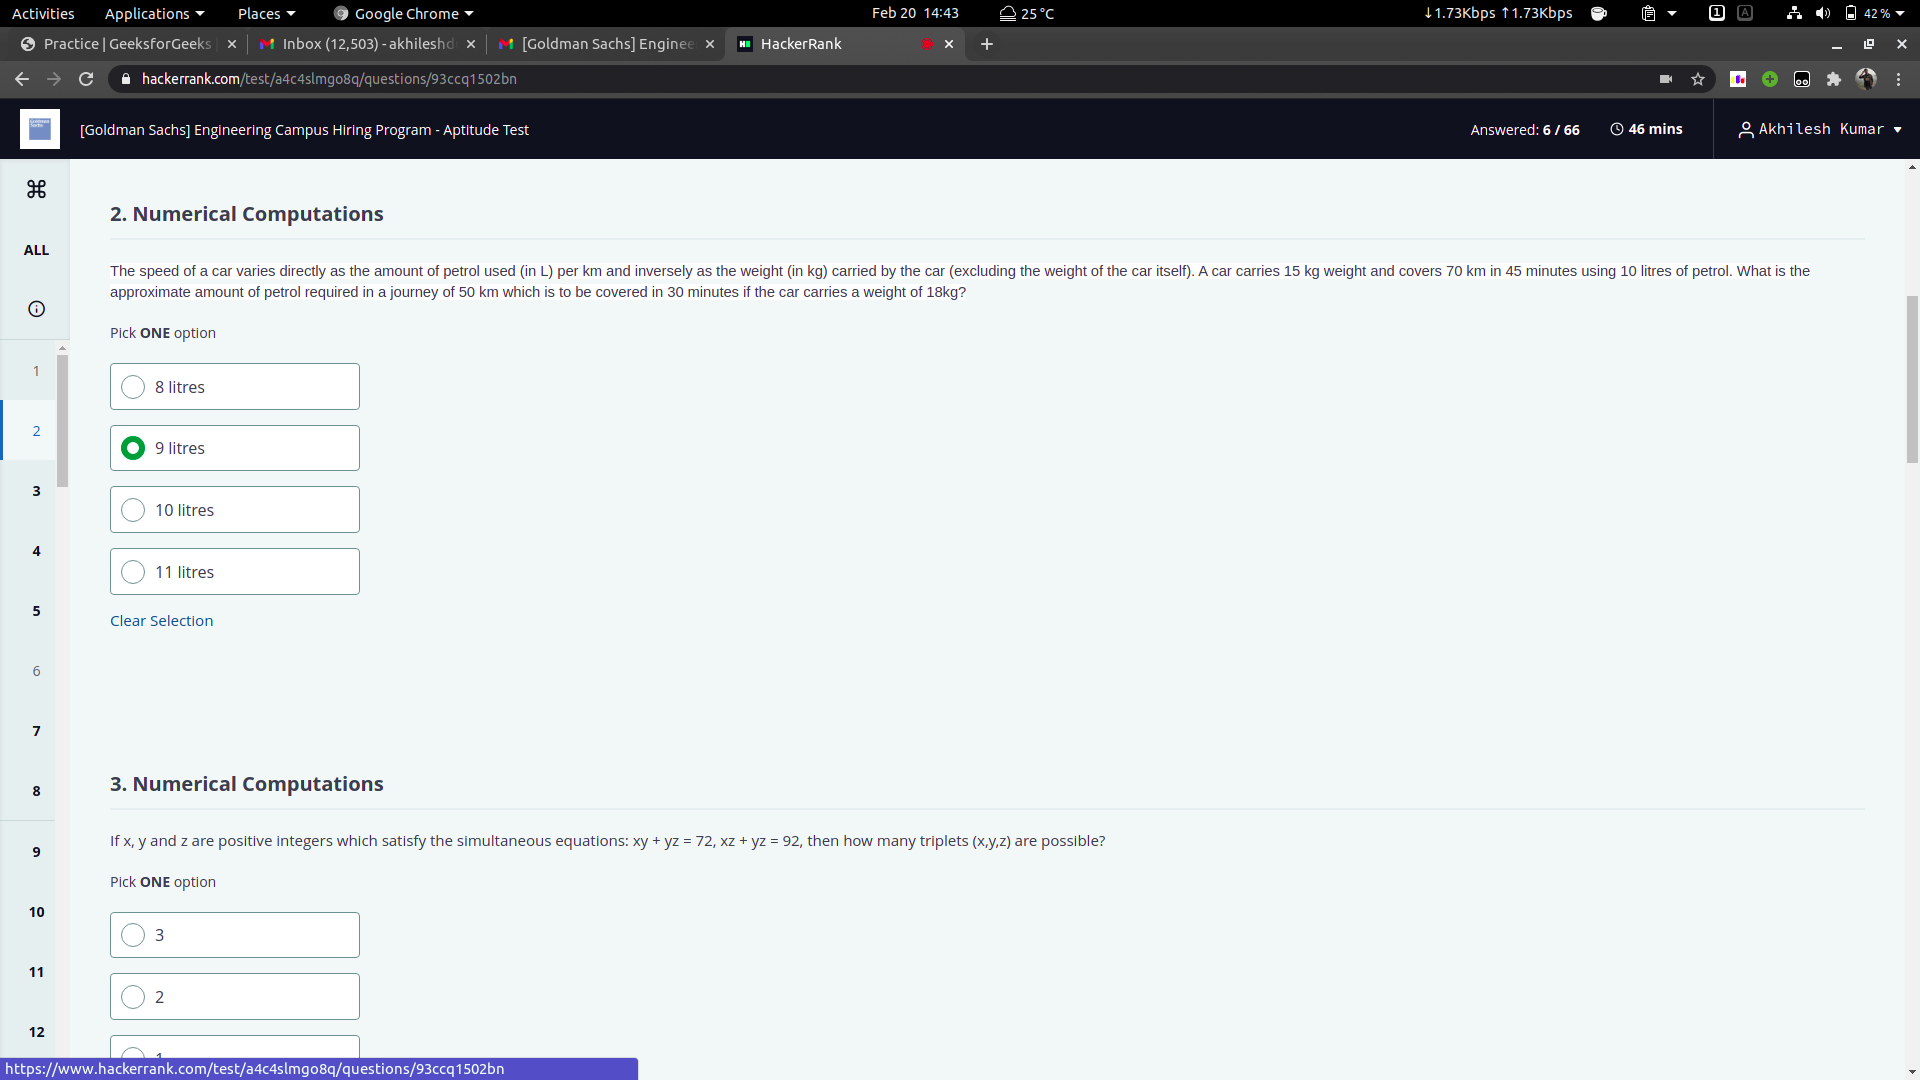 Activities Applications Places Google Chrome Feb 20 14:43 25 °C ↓1.73Kbps ↑1.73Kbps 1 A 42 %
Practice | GeeksforGeeks Inbox (12,503) - akhileshd [Goldman Sachs] Enginee HackerRank
hackerrank.com/test/a4c4slmgo8q/questions/93ccq1502bn
[Goldman Sachs] Engineering Campus Hiring Program - Aptitude Test Answered: 6 / 66 46 mins Akhilesh Kumar
ALL
1
2
3
4
5
6
7
8
9
10
11
12
2. Numerical Computations
The speed of a car varies directly as the amount of petrol used (in L) per km and inversely as the weight (in kg) carried by the car (excluding the weight of the car itself). A car carries 15 kg weight and covers 70 km in 45 minutes using 10 litres of petrol. What is the
approximate amount of petrol required in a journey of 50 km which is to be covered in 30 minutes if the car carries a weight of 18kg?
Pick ONE option
8 litres
9 litres
10 litres
11 litres
Clear Selection
3. Numerical Computations
If x, y and z are positive integers which satisfy the simultaneous equations: xy + yz = 72, xz + yz = 92, then how many triplets (x,y,z) are possible?
Pick ONE option
3
2
1
https://www.hackerrank.com/test/a4c4slmgo8q/questions/93ccq1502bn